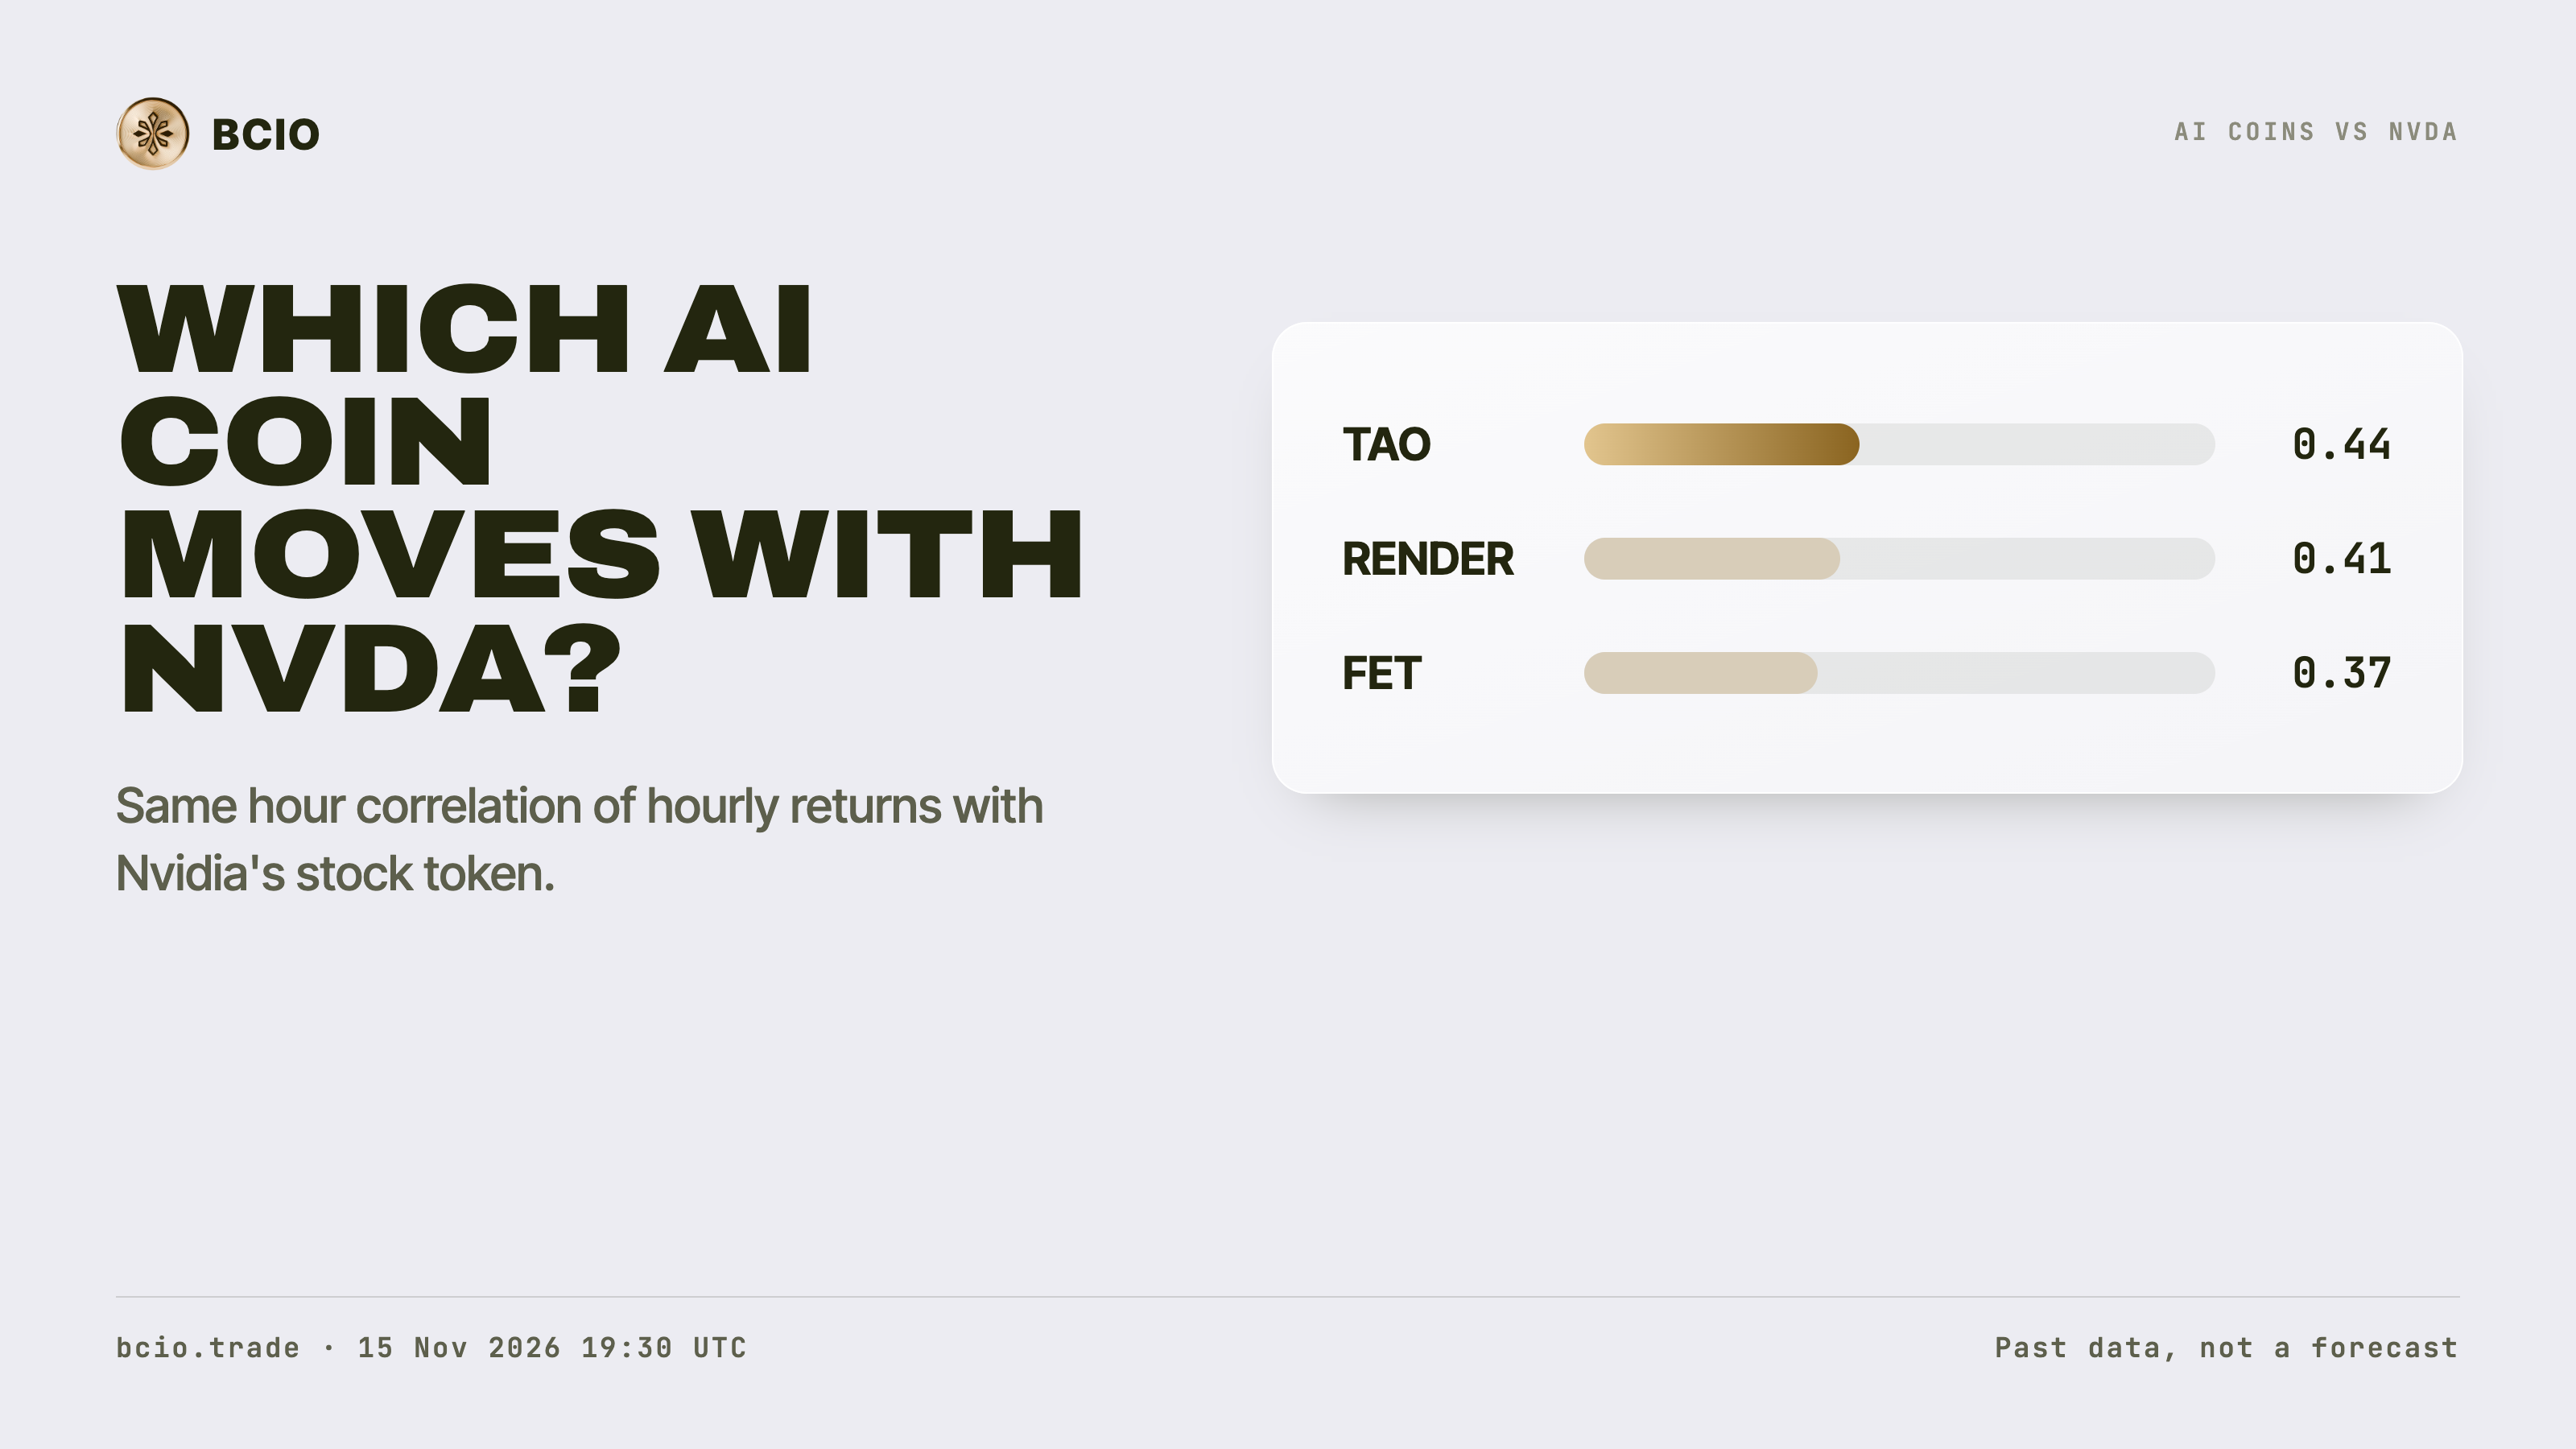 BCIO
AI COINS VS NVDA
WHICH AI
COIN
MOVES WITH
NVDA?
Same hour correlation of hourly returns with
Nvidia's stock token.
TAO 0.44
RENDER 0.41
FET 0.37
bcio.trade · 15 Nov 2026 19:30 UTC
Past data, not a forecast